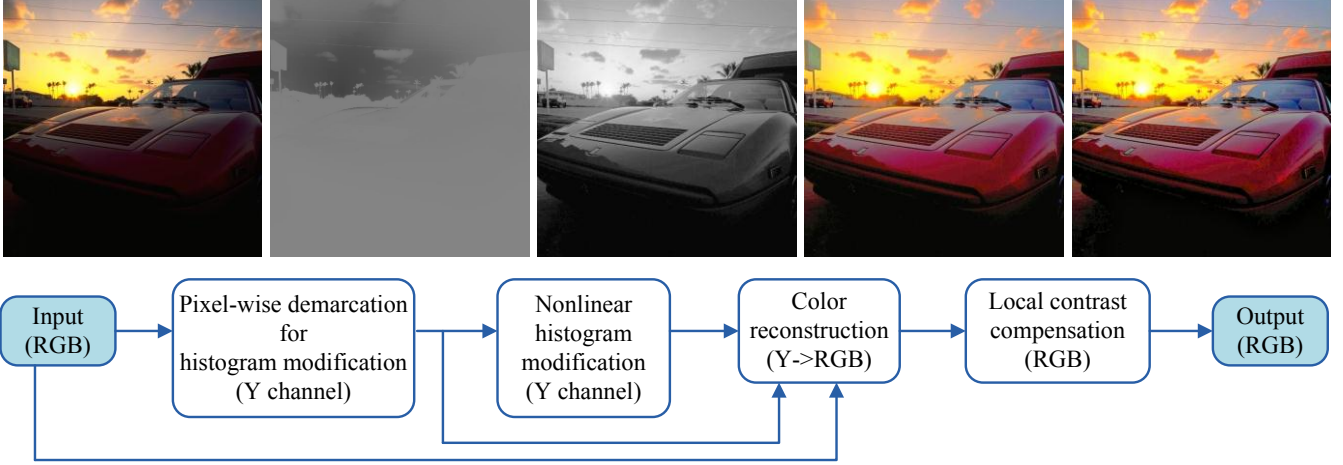 Input
(RGB)
Pixel-wise demarcation
for
histogram modification
(Y channel)
Nonlinear
histogram
modification
(Y channel)
Color
reconstruction
(Y->RGB)
Local contrast
compensation
(RGB)
Output
(RGB)